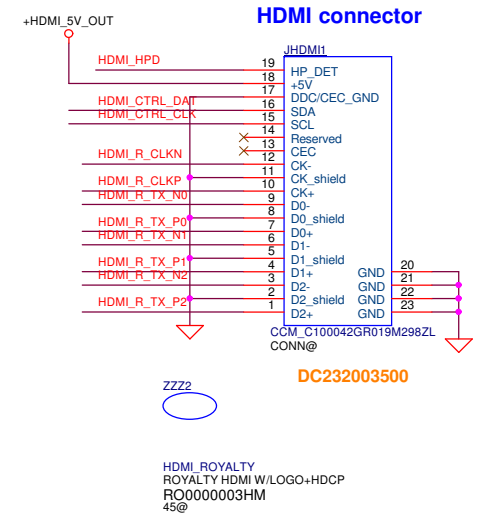 HDMI connector
+HDMI_5V_OUT
JHDMI1
HDMI_HPD 19 HP_DET
18 +5V
17 DDC/CEC_GND
HDMI_CTRL_DAT 16 SDA
HDMI_CTRL_CLK 15 SCL
14 Reserved
13 CEC
HDMI_R_CLKN 12 CK-
11 CK_shield
HDMI_R_CLKP 10 CK+
HDMI_R_TX_N0 9 D0-
8 D0_shield
HDMI_R_TX_P0 7 D0+
HDMI_R_TX_N1 6 D1-
5 D1_shield
HDMI_R_TX_P1 4 D1+ GND 20
HDMI_R_TX_N2 3 D2- GND 21
2 D2_shield GND 22
HDMI_R_TX_P2 1 D2+ GND 23
CCM_C100042GR019M298ZL
CONN@
DC232003500
ZZZ2
HDMI_ROYALTY
ROYALTY HDMI W/LOGO+HDCP
RO0000003HM
45@